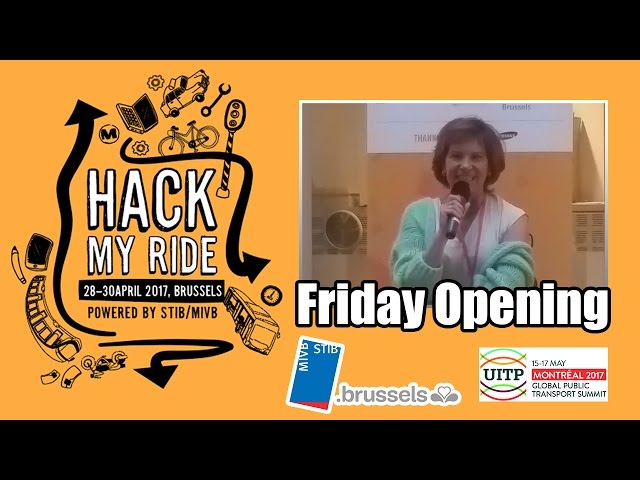 HACK
MY RIDE
28-30APRIL 2017, BRUSSELS
POWERED BY STIB/MIVB
M
Brussels
THANN
Friday Opening
MIVB STIB
.brussels
UITP
15-17 MAY
MONTRÉAL 2017
GLOBAL PUBLIC
TRANSPORT SUMMIT